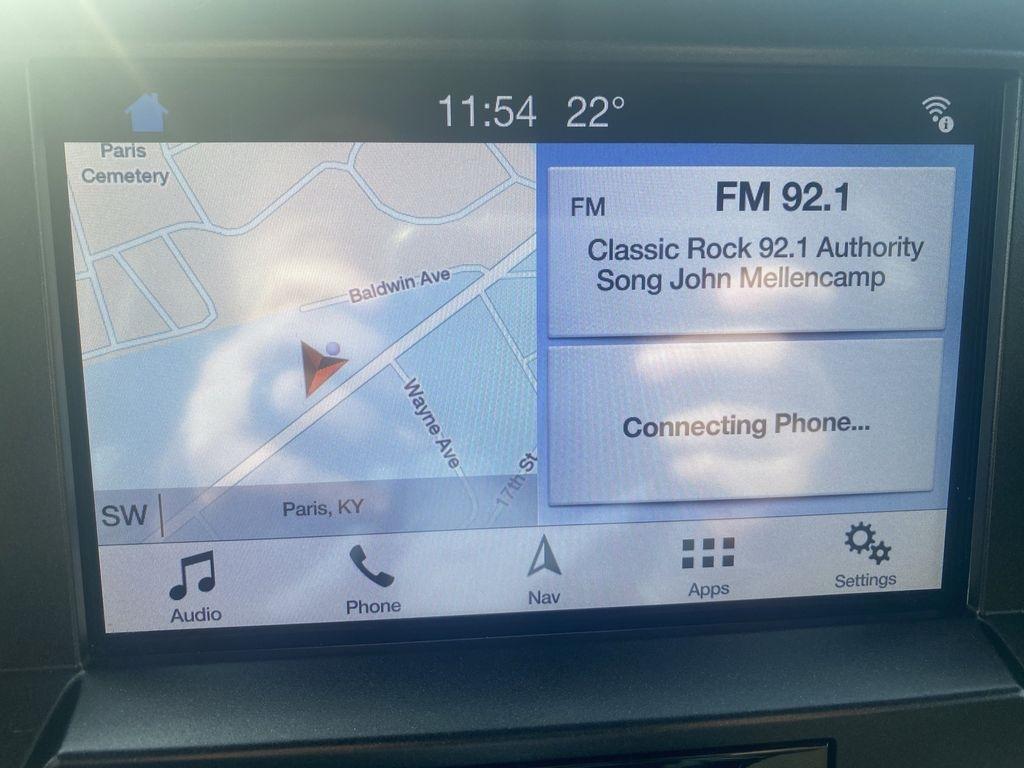 11:54 22°
Paris
Cemetery
Baldwin Ave
Wayne Ave
17th St
SW
Paris, KY
FM
FM 92.1
Classic Rock 92.1 Authority
Song John Mellencamp
Connecting Phone...
Audio
Phone
Nav
Apps
Settings